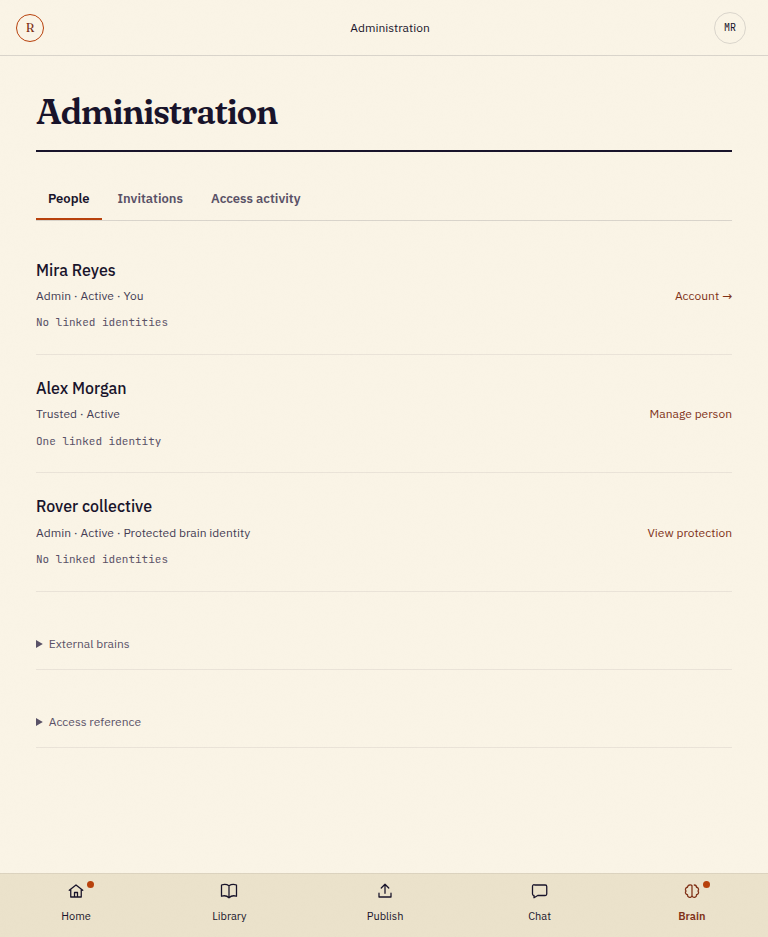 R
Administration
MR
Administration
People Invitations Access activity
Mira Reyes
Admin · Active · You
Account →
No linked identities
Alex Morgan
Trusted · Active
Manage person
One linked identity
Rover collective
Admin · Active · Protected brain identity
View protection
No linked identities
External brains
Access reference
Home Library Publish Chat Brain